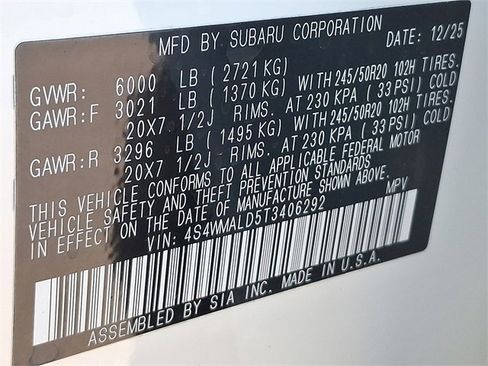 MFD BY SUBARU CORPORATION DATE: 12/25
GVWR: 6000 LB (2721 KG)
GAWR:F 3021 LB (1370 KG) WITH 245/50R20 102H TIRES.
20X7 1/2J RIMS. AT 230 KPA (33 PSI) COLD
GAWR:R 3296 LB (1495 KG) WITH 245/50R20 102H TIRES.
20X7 1/2J RIMS. AT 230 KPA (33 PSI) COLD
THIS VEHICLE CONFORMS TO ALL APPLICABLE FEDERAL MOTOR
VEHICLE SAFETY AND THEFT PREVENTION STANDARDS
IN EFFECT ON THE DATE OF MANUFACTURE SHOWN ABOVE.
VIN: 4S4WMALD5T3406292 MPV
ASSEMBLED BY SIA INC. MADE IN U.S.A.